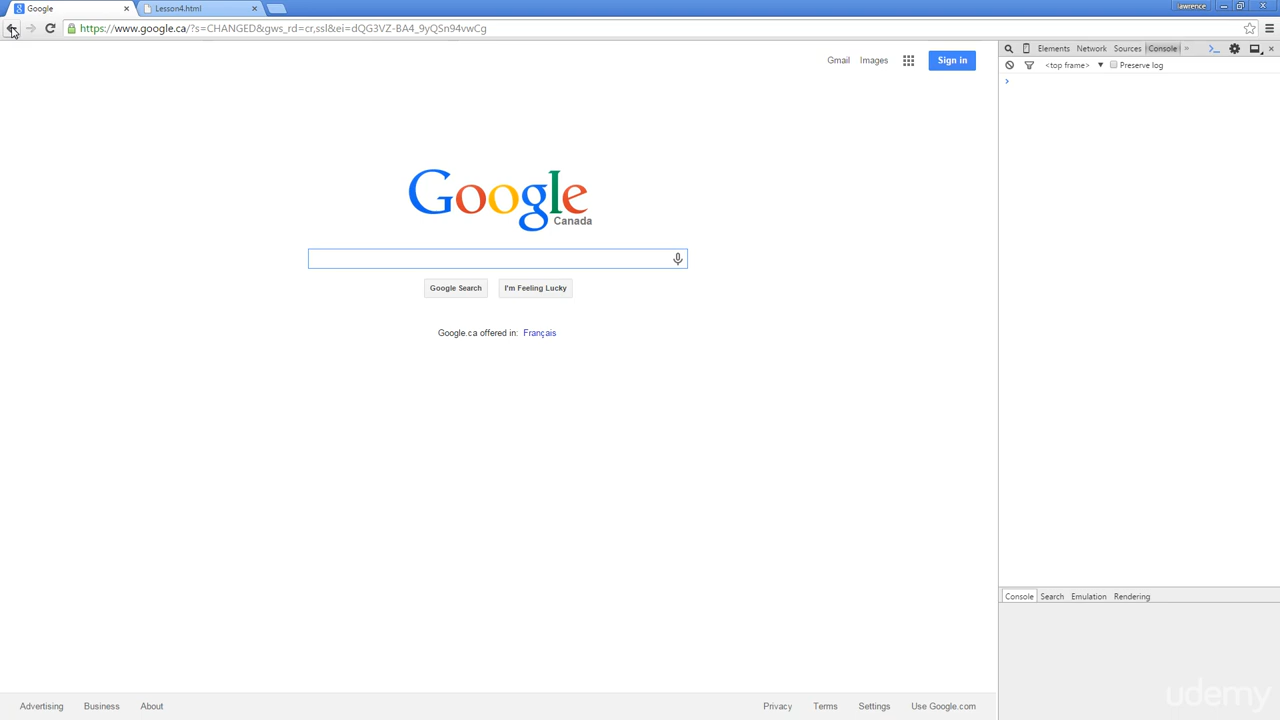 Google
Lesson4.html
lawrence
https://www.google.ca/?s=CHANGED&gws_rd=cr,ssl&ei=dQG3VZ-BA4_9yQSn94vwCg
Elements Network Sources Console
<top frame> Preserve log
Gmail Images Sign in
Google
Canada
Google Search I'm Feeling Lucky
Google.ca offered in: Français
Console Search Emulation Rendering
Advertising Business About
Privacy Terms Settings Use Google.com
udemy